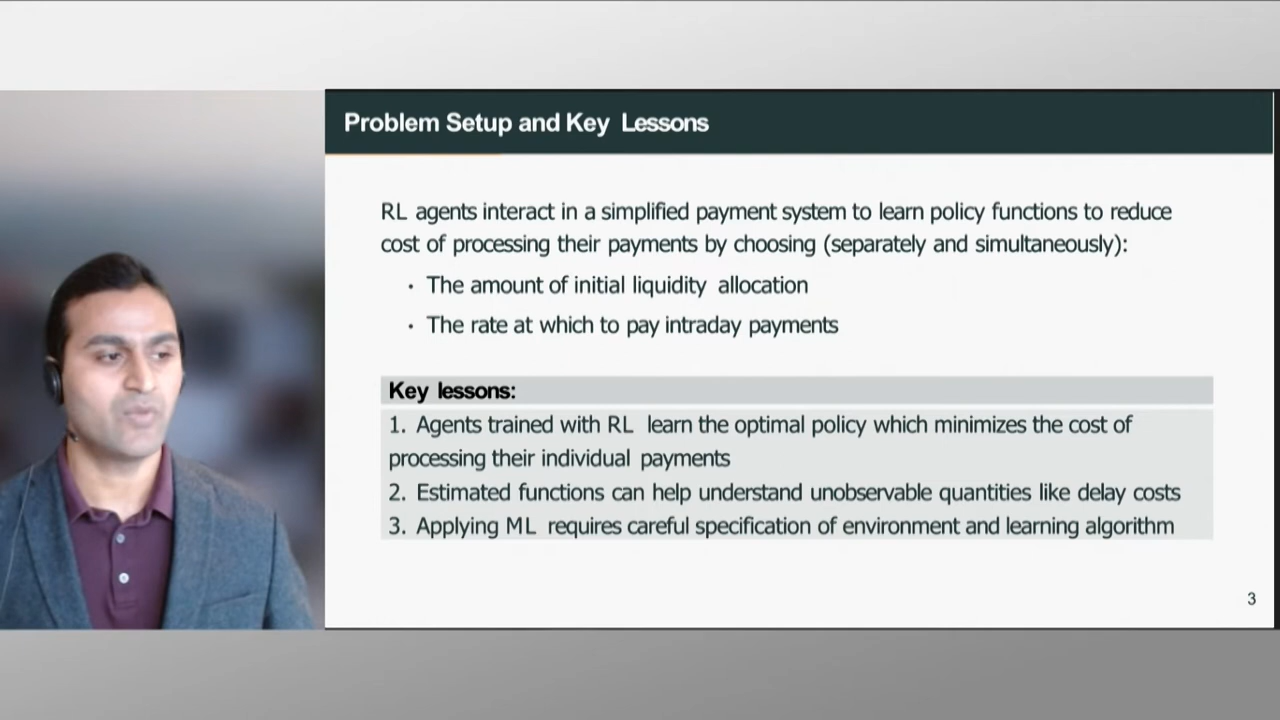 Problem Setup and Key Lessons
RL agents interact in a simplified payment system to learn policy functions to reduce
cost of processing their payments by choosing (separately and simultaneously):
· The amount of initial liquidity allocation
· The rate at which to pay intraday payments
Key lessons:
1. Agents trained with RL learn the optimal policy which minimizes the cost of
processing their individual payments
2. Estimated functions can help understand unobservable quantities like delay costs
3. Applying ML requires careful specification of environment and learning algorithm
3